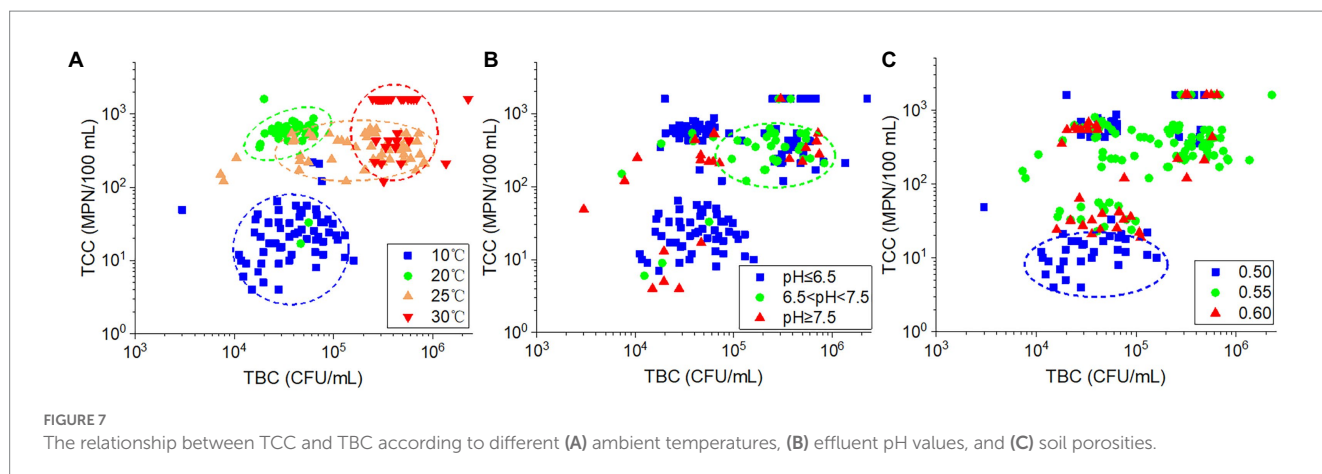 A
B
C
TCC (MPN/100 mL)
10³
10²
10¹
10⁰
10³
10⁴
10⁵
10⁶
TBC (CFU/mL)
10℃
20℃
25℃
30℃
TCC (MPN/100 mL)
10³
10²
10¹
10⁰
10³
10⁴
10⁵
10⁶
TBC (CFU/mL)
pH≤6.5
6.5<pH<7.5
pH≥7.5
TCC (MPN/100 mL)
10³
10²
10¹
10⁰
10³
10⁴
10⁵
10⁶
TBC (CFU/mL)
0.50
0.55
0.60
FIGURE 7
The relationship between TCC and TBC according to different (A) ambient temperatures, (B) effluent pH values, and (C) soil porosities.